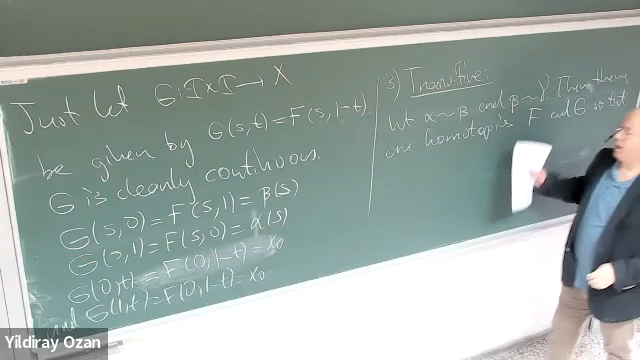 Just let G: I×I → X
be given by G(s,t) = F(s, 1-t).
G is clearly continuous.
G(s,0) = F(s,1) = β(s)
G(s,1) = F(s,0) = α(s)
G(0,t) = F(0,1-t) = x₀
and G(1,t) = F(0,1-t) = x₀.
3) Transitive:
Let α ~ β and β ~ γ. Then there
are homotopies F and G so that
Yildiray Ozan